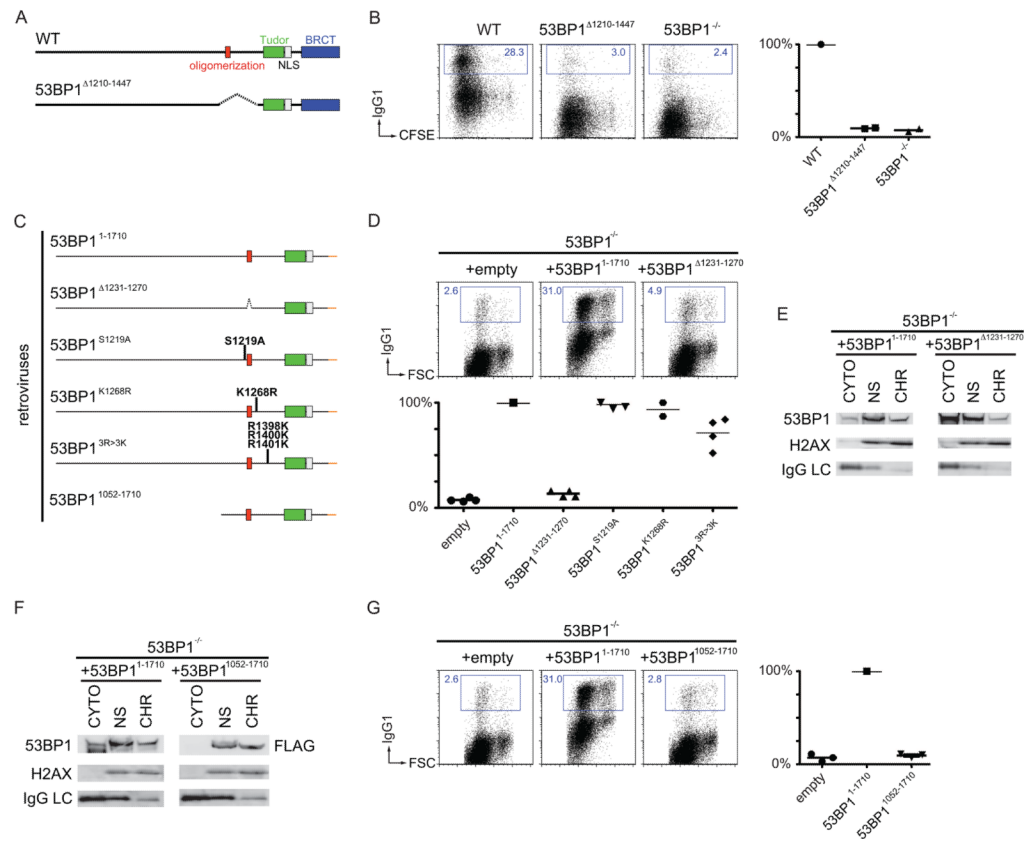 A
WT
Tudor
BRCT
oligomerization
NLS
53BP1Δ1210-1447
B
WT
53BP1Δ1210-1447
53BP1-/-
28.3
3.0
2.4
IgG1
CFSE
100%
0%
WT
53BP1Δ1210-1447
53BP1-/-
C
retroviruses
53BP11-1710
53BP1Δ1231-1270
53BP1S1219A
S1219A
53BP1K1268R
K1268R
R1398K
R1400K
R1401K
53BP13R>3K
53BP11052-1710
D
53BP1-/-
+empty
+53BP11-1710
+53BP1Δ1231-1270
2.6
31.0
4.9
IgG1
FSC
100%
0%
empty
53BP11-1710
53BP1Δ1231-1270
53BP1S1219A
53BP1K1268R
53BP13R>3K
E
53BP1-/-
+53BP11-1710
+53BP1Δ1231-1270
CYTO
NS
CHR
CYTO
NS
CHR
53BP1
H2AX
IgG LC
F
53BP1-/-
+53BP11-1710
+53BP11052-1710
CYTO
NS
CHR
CYTO
NS
CHR
53BP1
FLAG
H2AX
IgG LC
G
53BP1-/-
+empty
+53BP11-1710
+53BP11052-1710
2.6
31.0
2.8
IgG1
FSC
100%
0%
empty
53BP11-1710
53BP11052-1710